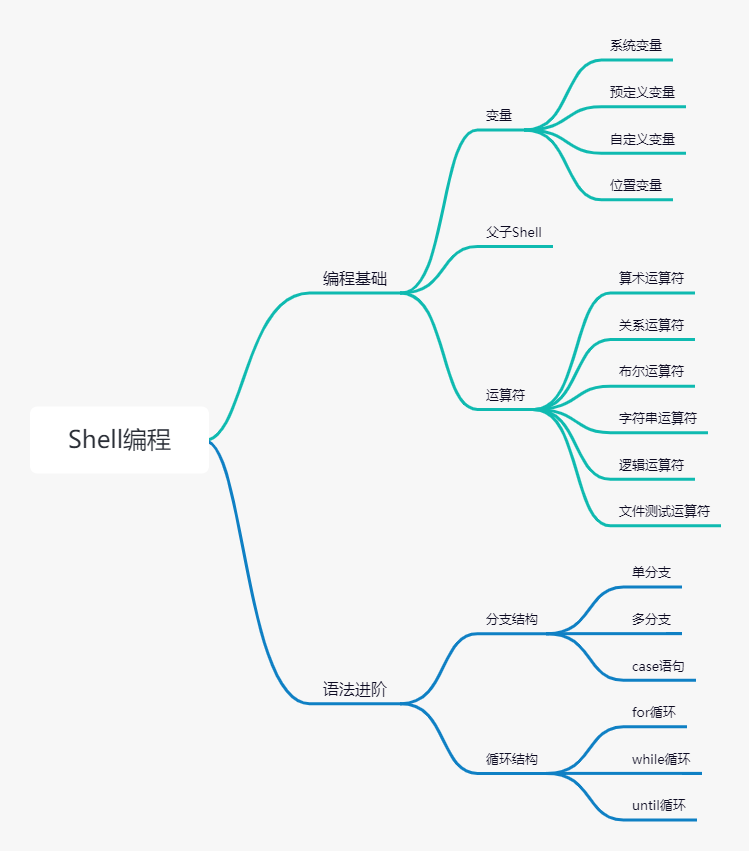 Shell编程
编程基础
变量
系统变量
预定义变量
自定义变量
位置变量
父子Shell
运算符
算术运算符
关系运算符
布尔运算符
字符串运算符
逻辑运算符
文件测试运算符
语法进阶
分支结构
单分支
多分支
case语句
循环结构
for循环
while循环
until循环